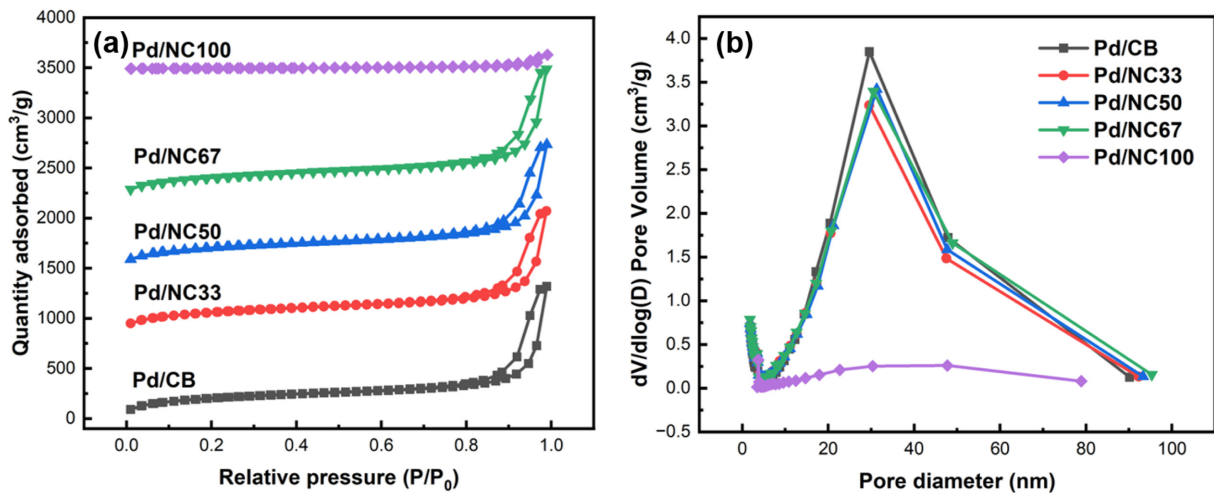 (a)
Quantity adsorbed (cm³/g)
4000
3500
3000
2500
2000
1500
1000
500
0
Pd/NC100
Pd/NC67
Pd/NC50
Pd/NC33
Pd/CB
0.0 0.2 0.4 0.6 0.8 1.0
Relative pressure (P/P₀)
(b)
dV/dlog(D) Pore Volume (cm³/g)
4.0
3.5
3.0
2.5
2.0
1.5
1.0
0.5
0.0
−0.5
Pd/CB
Pd/NC33
Pd/NC50
Pd/NC67
Pd/NC100
0 20 40 60 80 100
Pore diameter (nm)